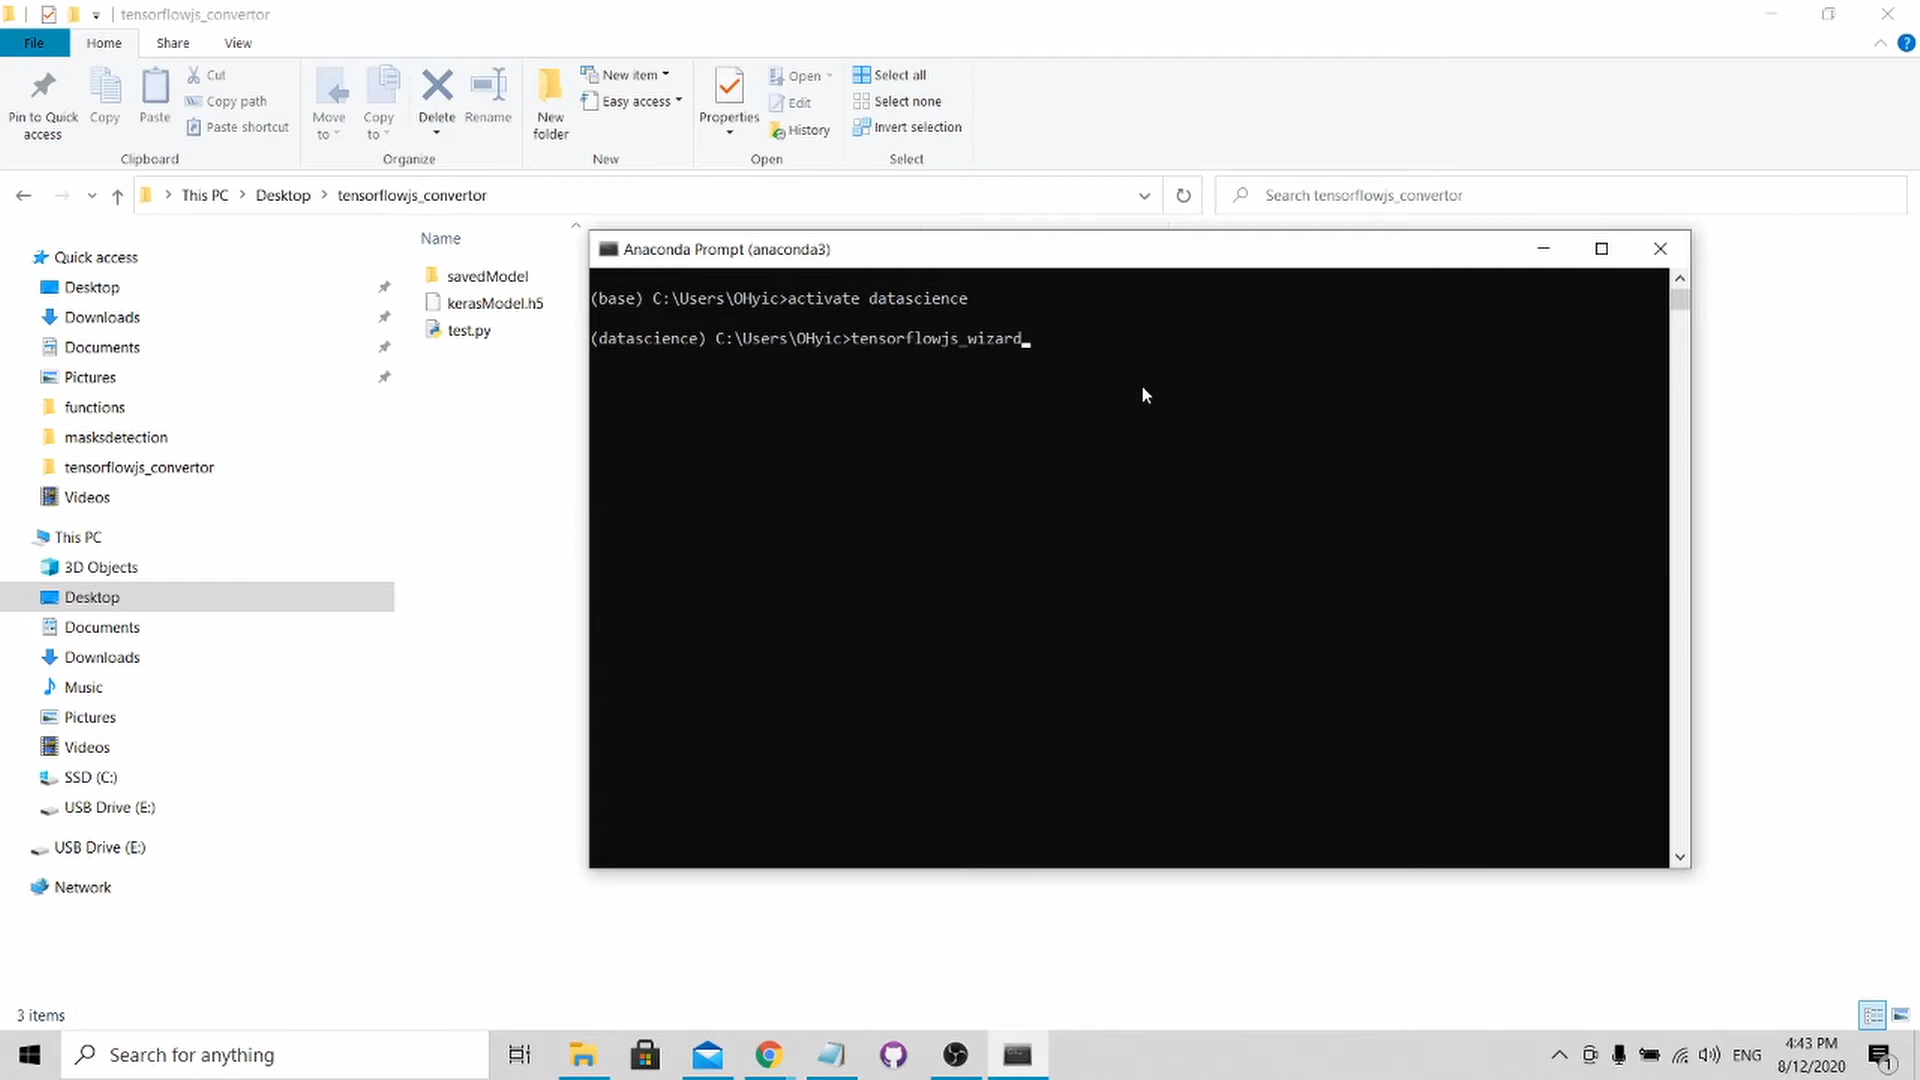 tensorflowjs_convertor
File Home Share View
Pin to Quick access
Copy
Paste
Cut
Copy path
Paste shortcut
Clipboard
Move to
Copy to
Delete
Rename
Organize
New folder
New item
Easy access
New
Properties
Open
Edit
History
Open
Select all
Select none
Invert selection
Select
This PC > Desktop > tensorflowjs_convertor
Search tensorflowjs_convertor
Quick access
Desktop
Downloads
Documents
Pictures
functions
masksdetection
tensorflowjs_convertor
Videos
This PC
3D Objects
Desktop
Documents
Downloads
Music
Pictures
Videos
SSD (C:)
USB Drive (E:)
USB Drive (E:)
Network
Name
savedModel
kerasModel.h5
test.py
Anaconda Prompt (anaconda3)
(base) C:\Users\OHyic>activate datascience
(datascience) C:\Users\OHyic>tensorflowjs_wizard_
3 items
Search for anything
ENG
4:43 PM
8/12/2020
1